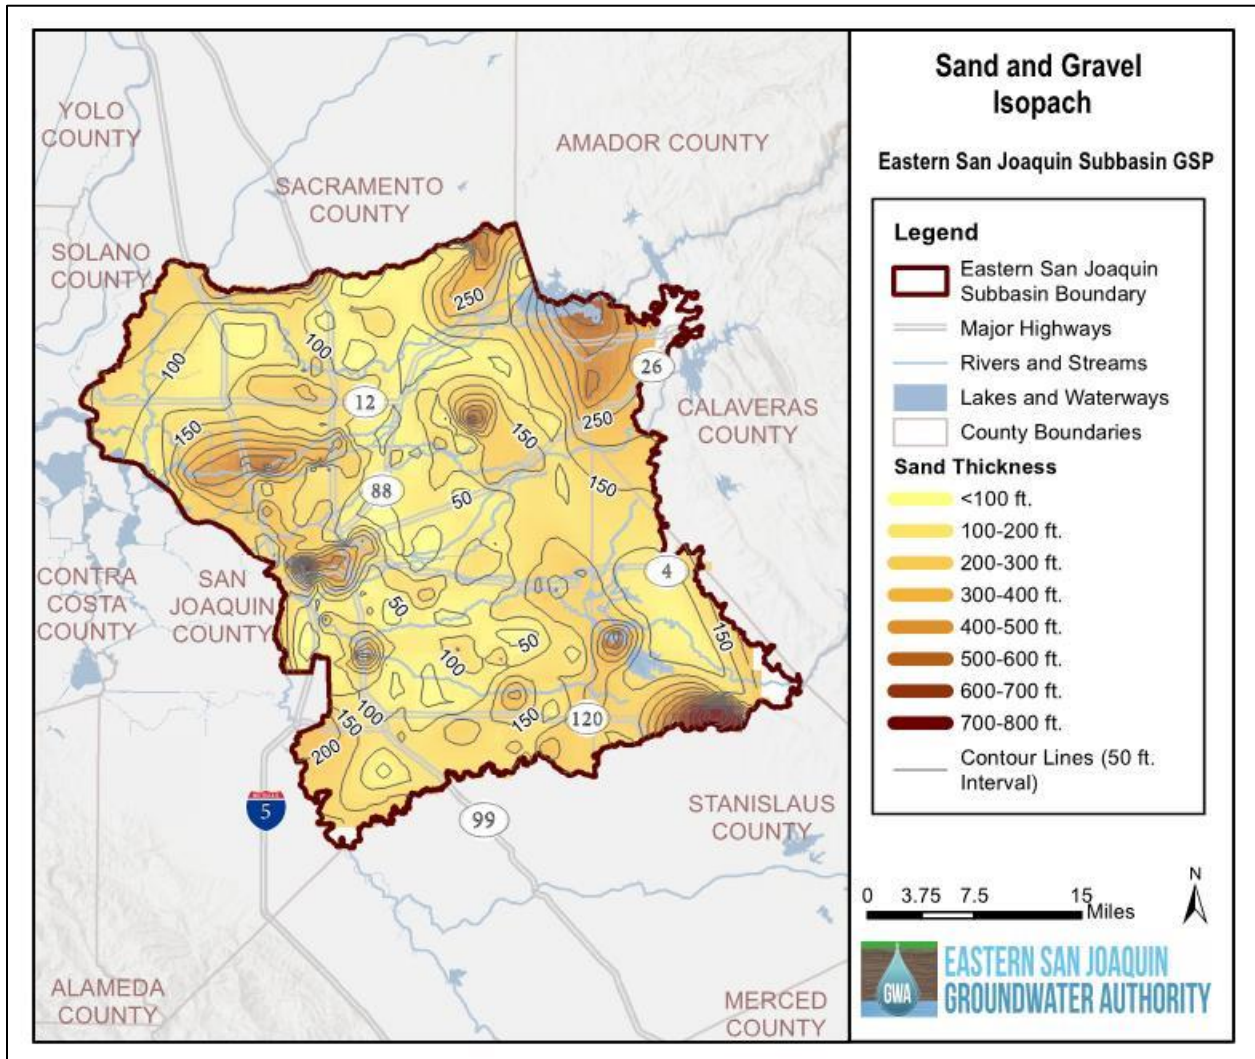 Sand and Gravel
Isopach
Eastern San Joaquin Subbasin GSP
Legend
Eastern San Joaquin
Subbasin Boundary
Major Highways
Rivers and Streams
Lakes and Waterways
County Boundaries
Sand Thickness
<100 ft.
100-200 ft.
200-300 ft.
300-400 ft.
400-500 ft.
500-600 ft.
600-700 ft.
700-800 ft.
Contour Lines (50 ft.
Interval)
0 3.75 7.5 15
Miles
N
GWA
EASTERN SAN JOAQUIN
GROUNDWATER AUTHORITY
YOLO
COUNTY
AMADOR COUNTY
SACRAMENTO
COUNTY
SOLANO
COUNTY
250
100
100
26
12
CALAVERAS
COUNTY
250
150
150
88
50
150
CONTRA
COSTA
COUNTY
SAN
JOAQUIN
COUNTY
4
50
50
150
100
100
150
150
120
200
5
99
STANISLAUS
COUNTY
ALAMEDA
COUNTY
MERCED
COUNTY